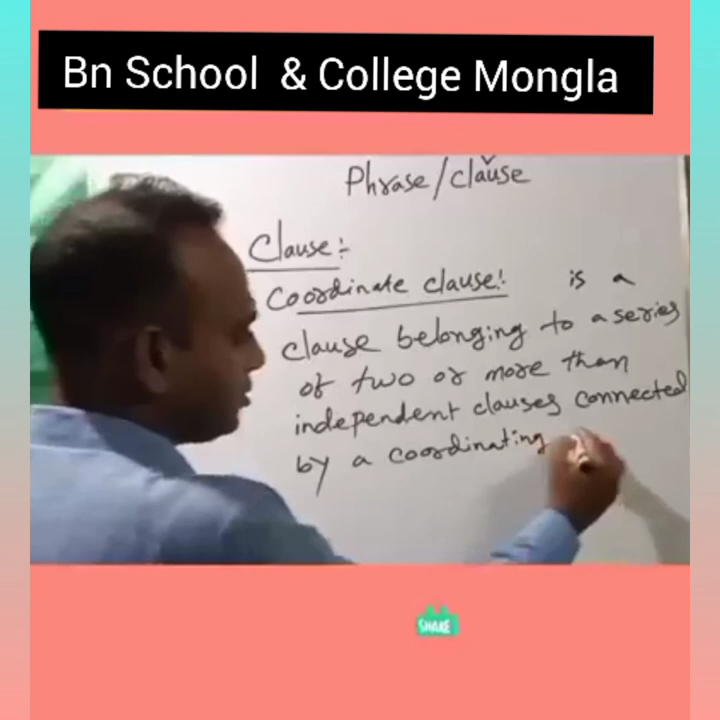 Bn School & College Mongla
Phrase/clause
Clause:-
Coordinate clause:- is a
clause belonging to a series
of two or more than
independent clauses connected
by a coordinating
SHARE